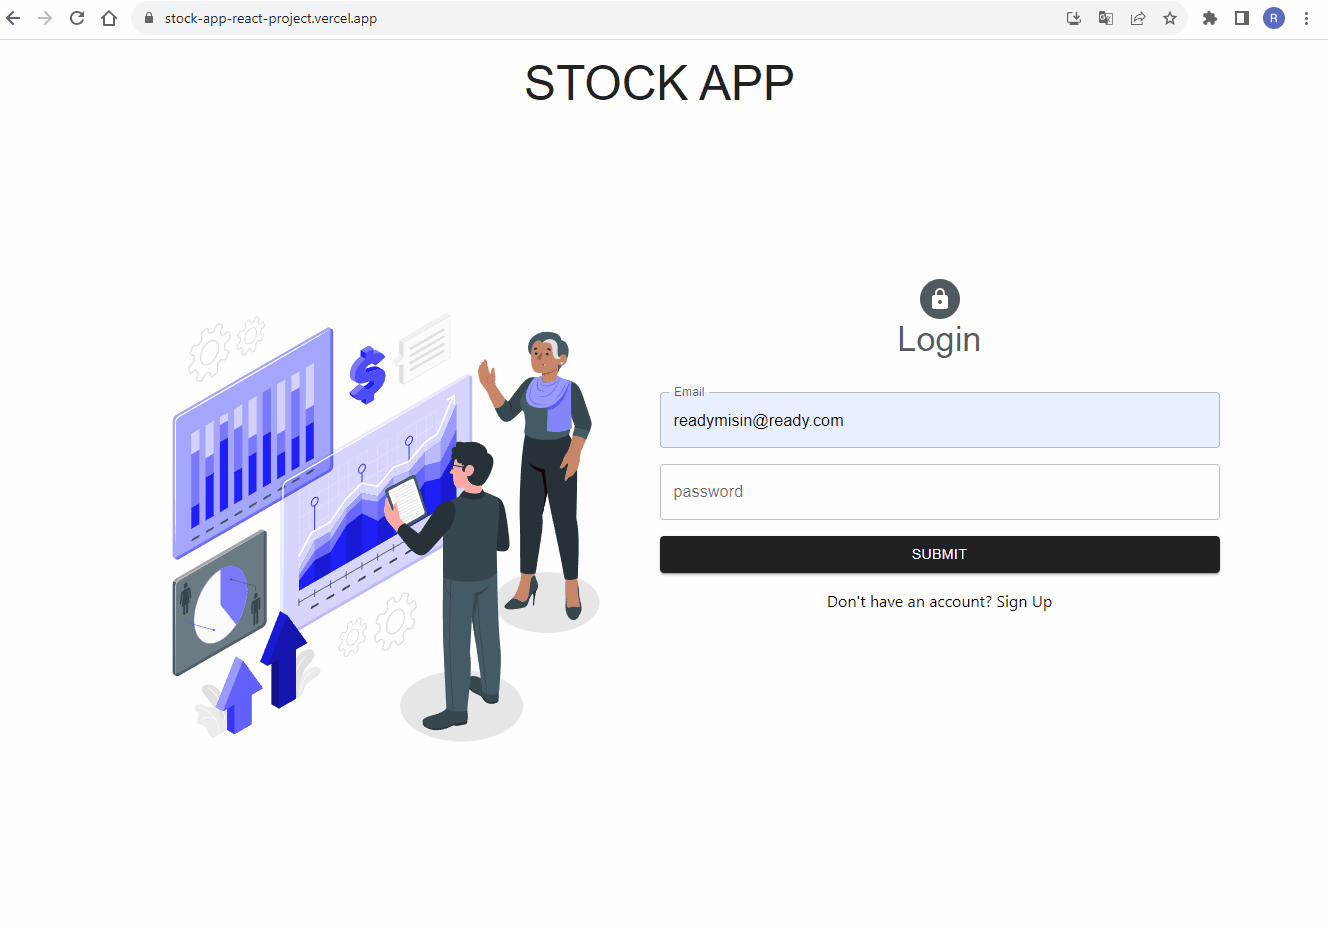 stock-app-react-project.vercel.app
R
STOCK APP
$
Login
Email
readymisin@ready.com
password
SUBMIT
Don't have an account? Sign Up